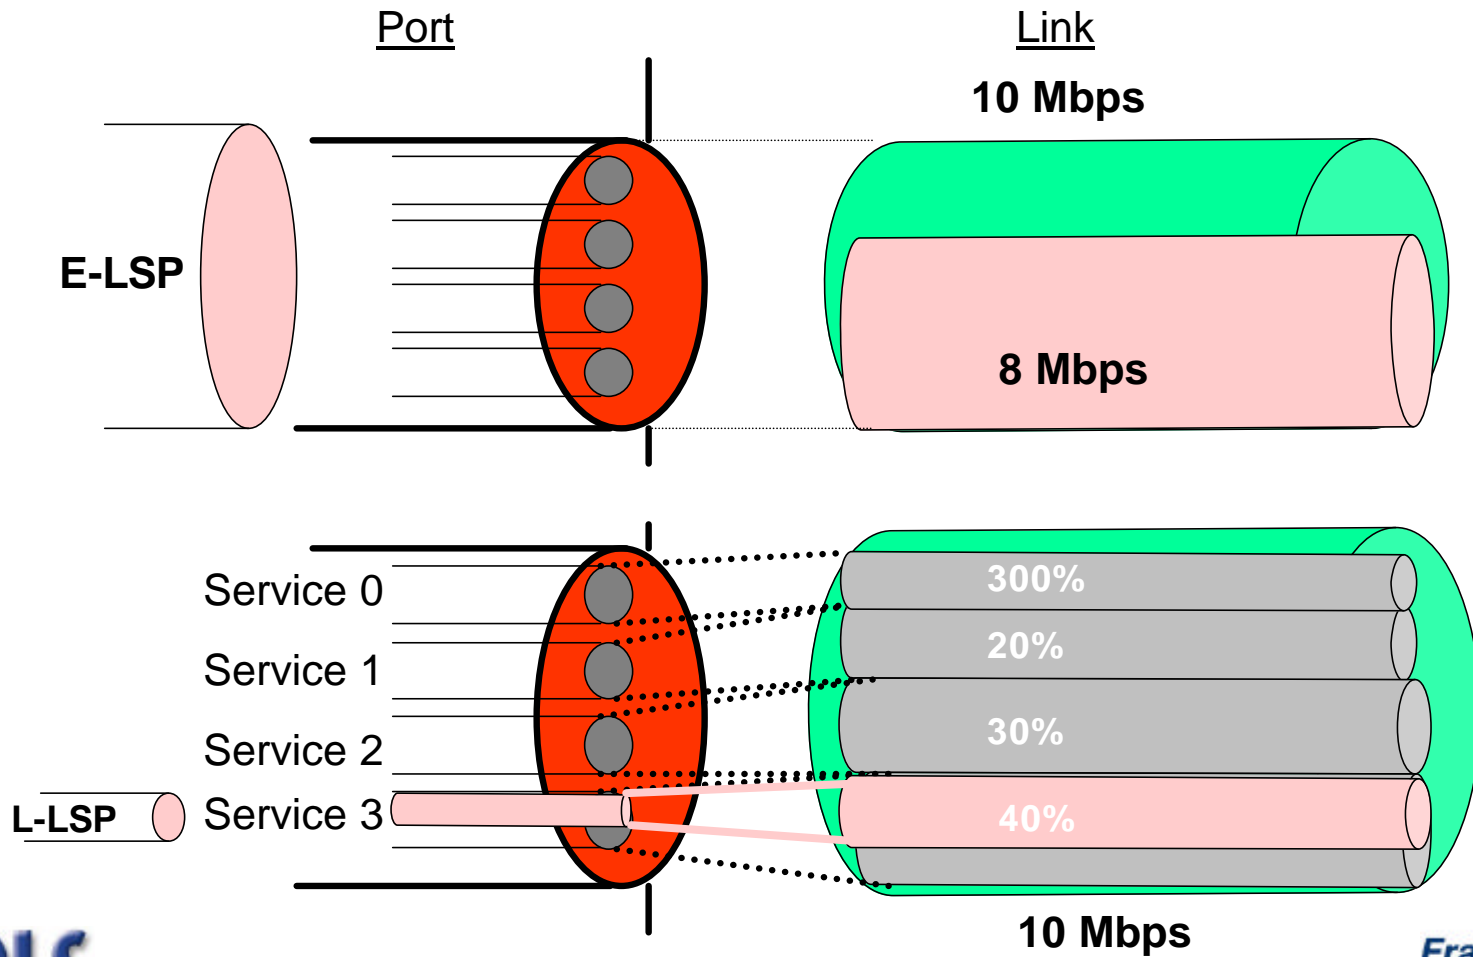 Port
Link
10 Mbps
E-LSP
8 Mbps
Service 0
300%
Service 1
20%
Service 2
30%
L-LSP
Service 3
40%
10 Mbps